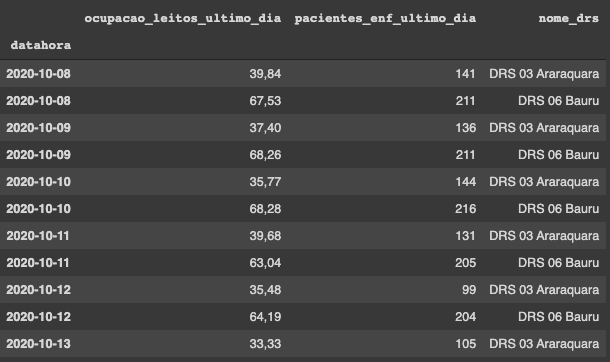 ocupacao_leitos_ultimo_dia pacientes_enf_ultimo_dia nome_drs
datahora
2020-10-08 39,84 141 DRS 03 Araraquara
2020-10-08 67,53 211 DRS 06 Bauru
2020-10-09 37,40 136 DRS 03 Araraquara
2020-10-09 68,26 211 DRS 06 Bauru
2020-10-10 35,77 144 DRS 03 Araraquara
2020-10-10 68,28 216 DRS 06 Bauru
2020-10-11 39,68 131 DRS 03 Araraquara
2020-10-11 63,04 205 DRS 06 Bauru
2020-10-12 35,48 99 DRS 03 Araraquara
2020-10-12 64,19 204 DRS 06 Bauru
2020-10-13 33,33 105 DRS 03 Araraquara